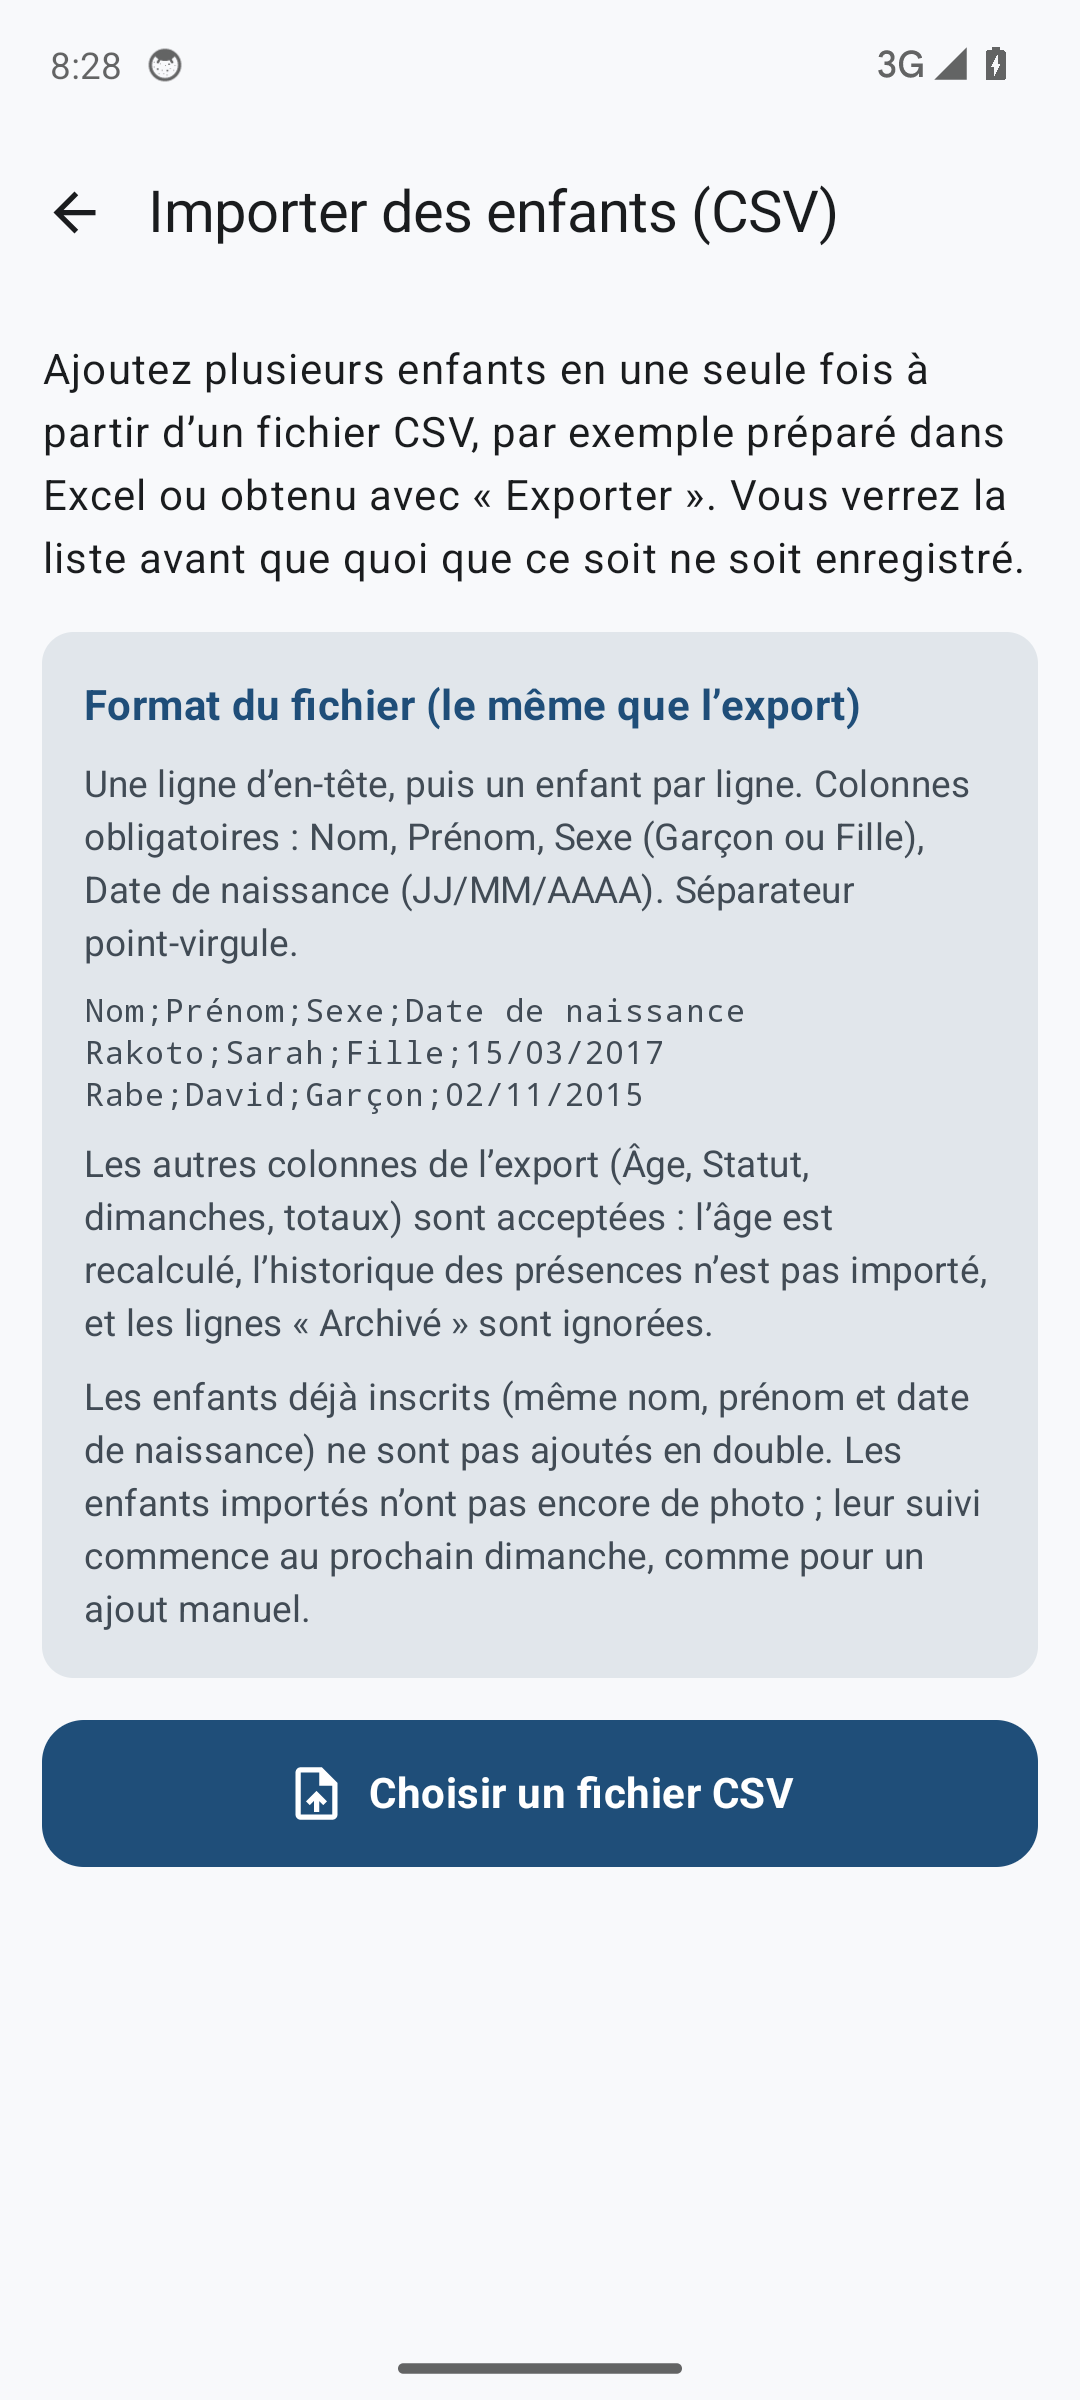 8:28
3G
Importer des enfants (CSV)
Ajoutez plusieurs enfants en une seule fois à
partir d’un fichier CSV, par exemple préparé dans
Excel ou obtenu avec « Exporter ». Vous verrez la
liste avant que quoi que ce soit ne soit enregistré.
Format du fichier (le même que l’export)
Une ligne d’en-tête, puis un enfant par ligne. Colonnes
obligatoires : Nom, Prénom, Sexe (Garçon ou Fille),
Date de naissance (JJ/MM/AAAA). Séparateur
point-virgule.
Nom;Prénom;Sexe;Date de naissance
Rakoto;Sarah;Fille;15/03/2017
Rabe;David;Garçon;02/11/2015
Les autres colonnes de l’export (Âge, Statut,
dimanches, totaux) sont acceptées : l’âge est
recalculé, l’historique des présences n’est pas importé,
et les lignes « Archivé » sont ignorées.
Les enfants déjà inscrits (même nom, prénom et date
de naissance) ne sont pas ajoutés en double. Les
enfants importés n’ont pas encore de photo ; leur suivi
commence au prochain dimanche, comme pour un
ajout manuel.
Choisir un fichier CSV